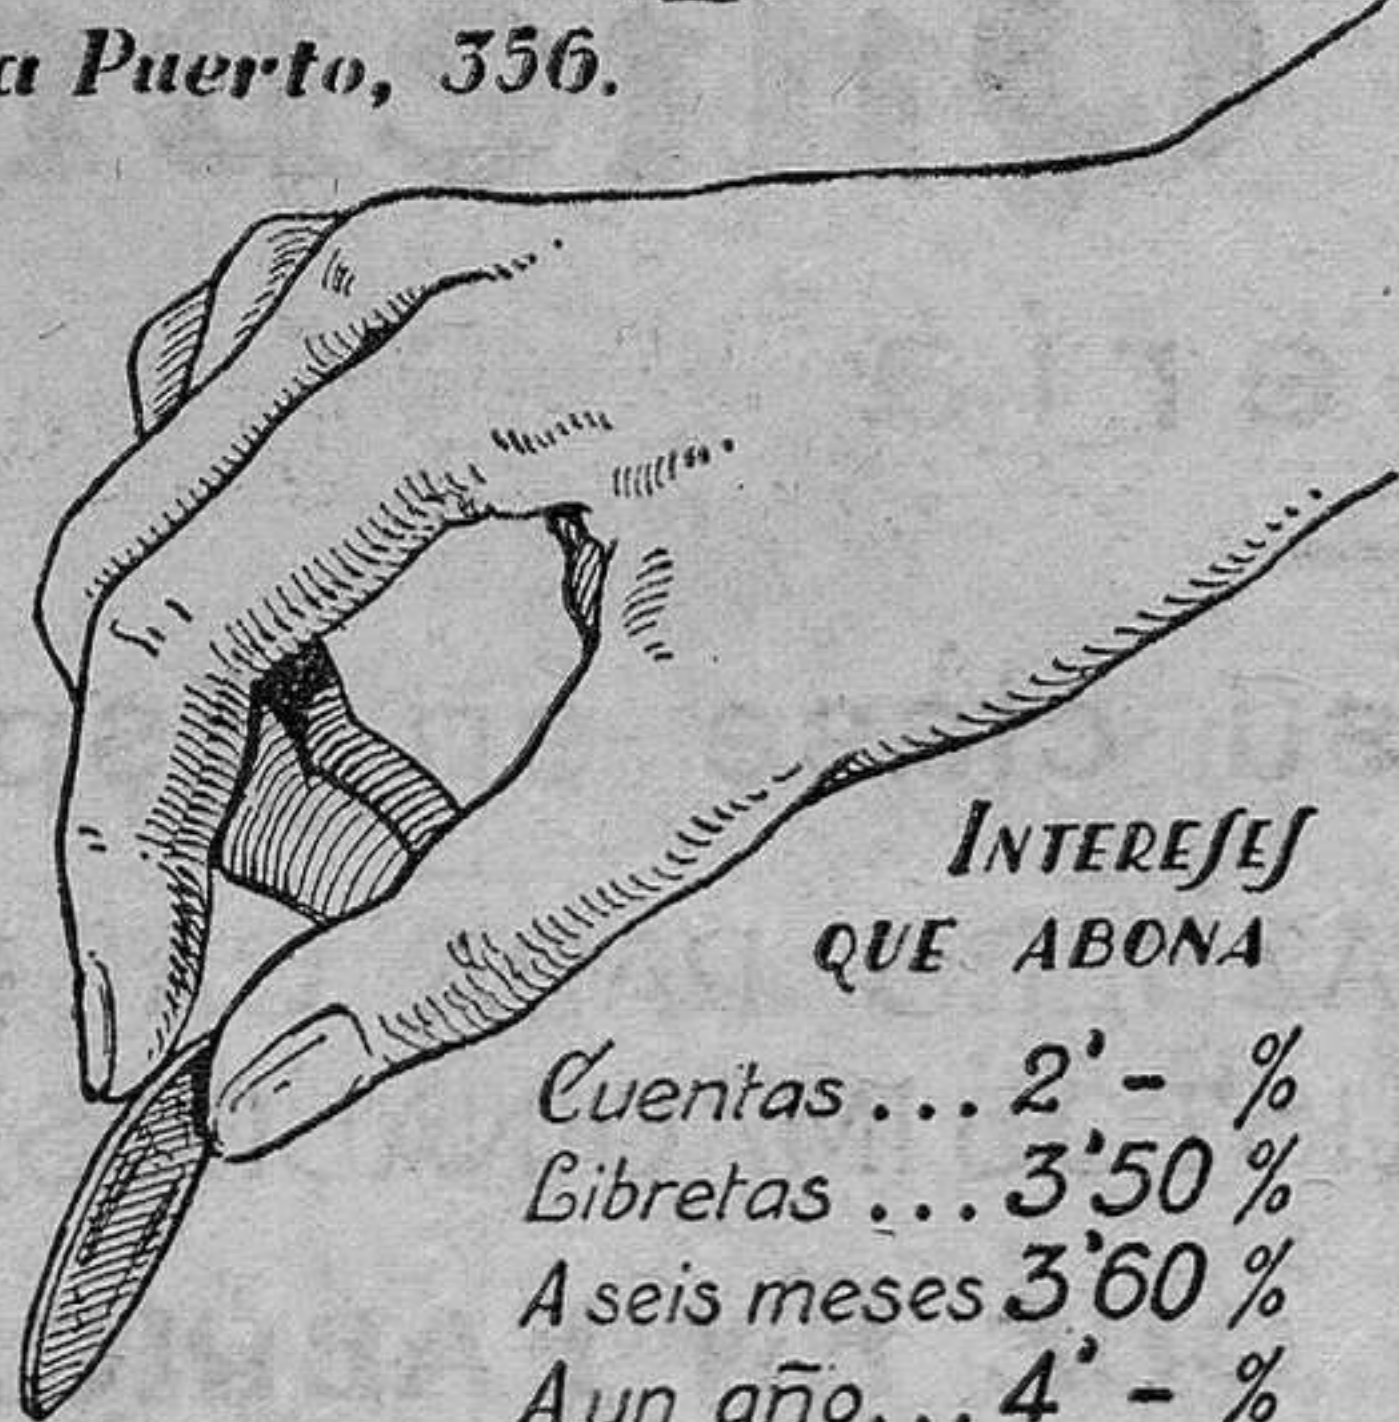 a Puerto, 356.
INTERESES
QUE ABONA
Cuentas ... 2'- %
Libretas ... 3'50 %
A seis meses 3'60 %
A un año... 4'- %